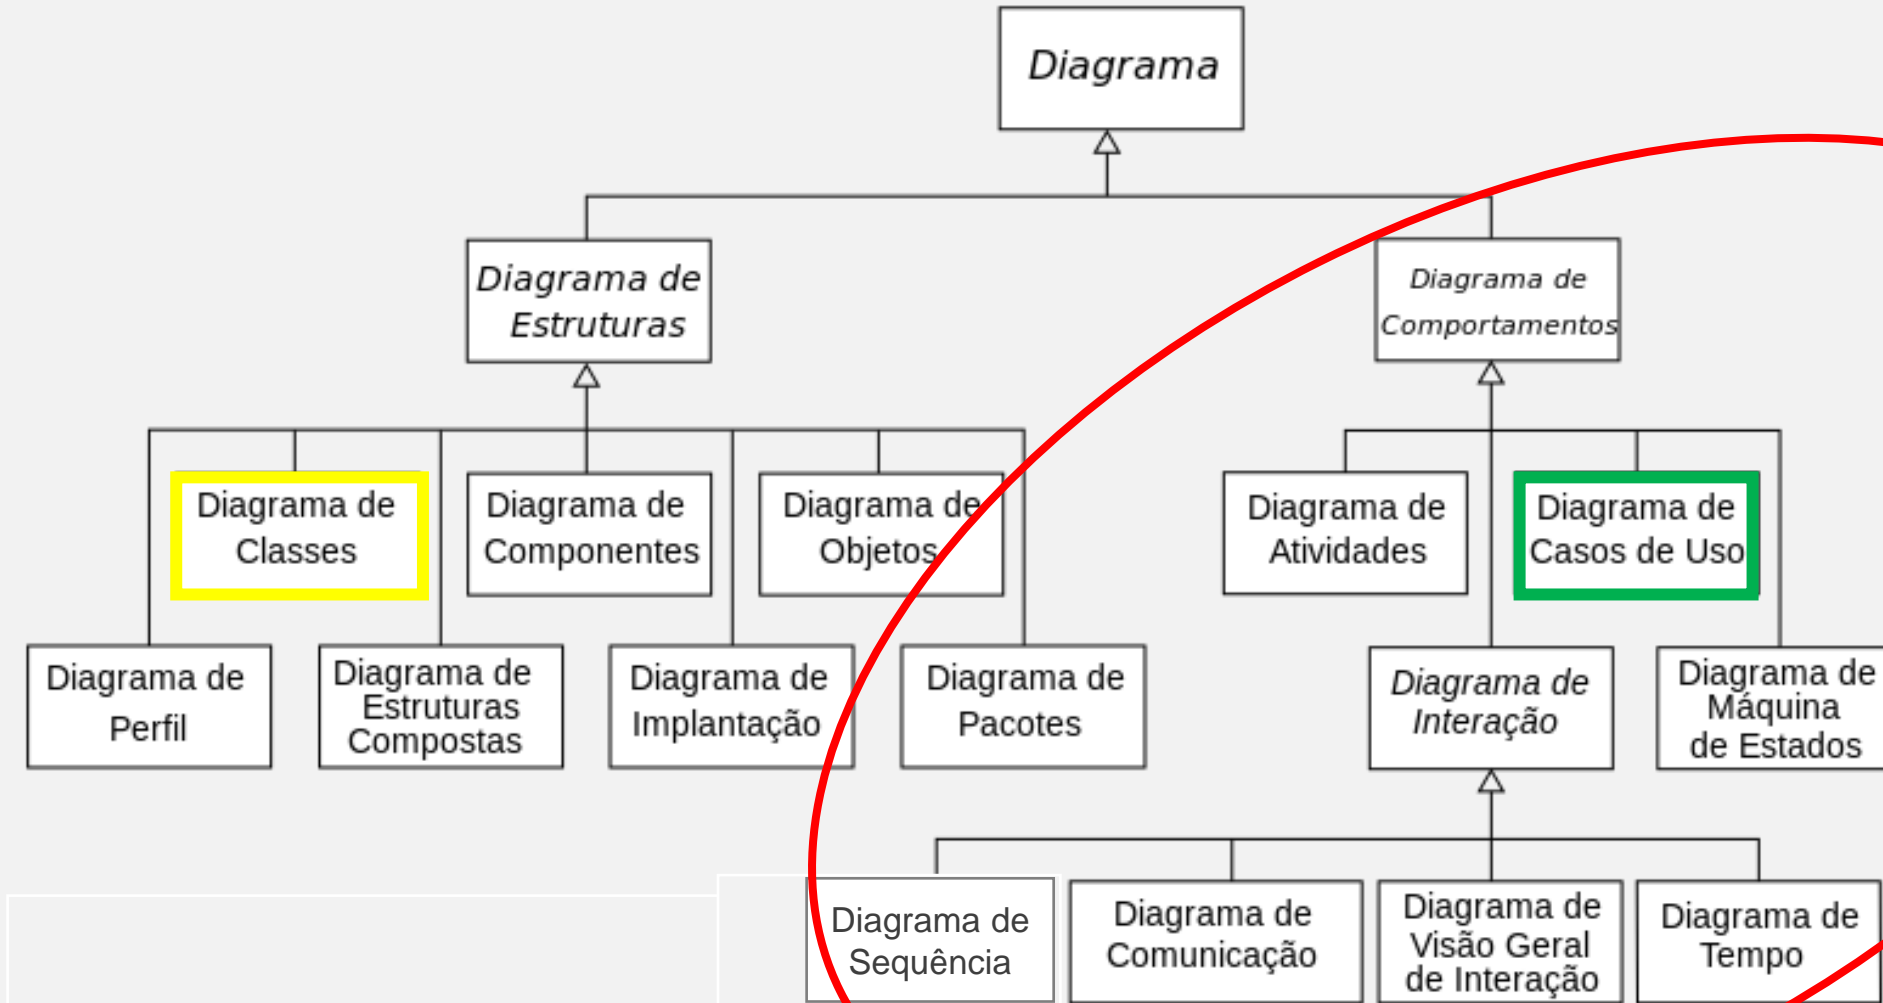 Diagrama
Diagrama de
Estruturas
Diagrama de
Comportamentos
Diagrama de
Classes
Diagrama de
Componentes
Diagrama de
Objetos
Diagrama de
Atividades
Diagrama de
Casos de Uso
Diagrama de
Perfil
Diagrama de
Estruturas
Compostas
Diagrama de
Implantação
Diagrama de
Pacotes
Diagrama de
Interação
Diagrama de
Máquina
de Estados
Diagrama de
Sequência
Diagrama de
Comunicação
Diagrama de
Visão Geral
de Interação
Diagrama de
Tempo